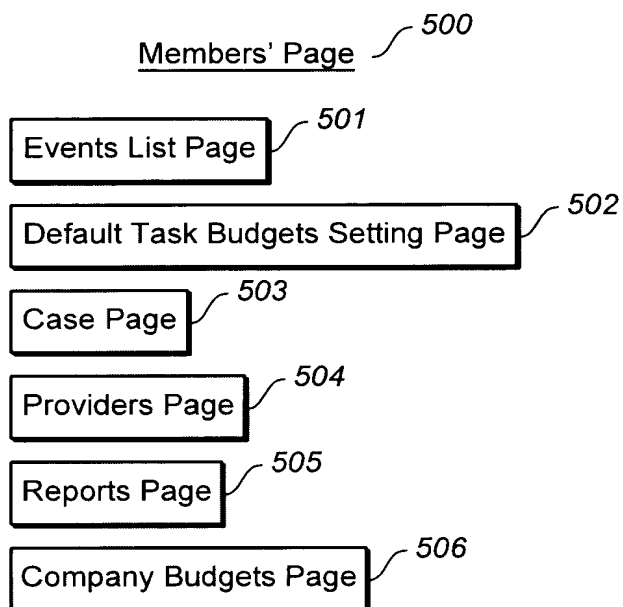 500
Members' Page
501
Events List Page
502
Default Task Budgets Setting Page
503
Case Page
504
Providers Page
505
Reports Page
506
Company Budgets Page